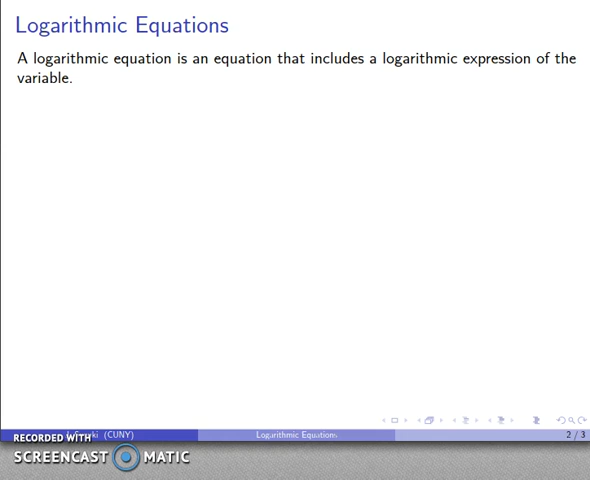 Logarithmic Equations
A logarithmic equation is an equation that includes a logarithmic expression of the
variable.
(CUNY)
Logarithmic Equations
2 / 3
RECORDED WITH
SCREENCAST MATIC